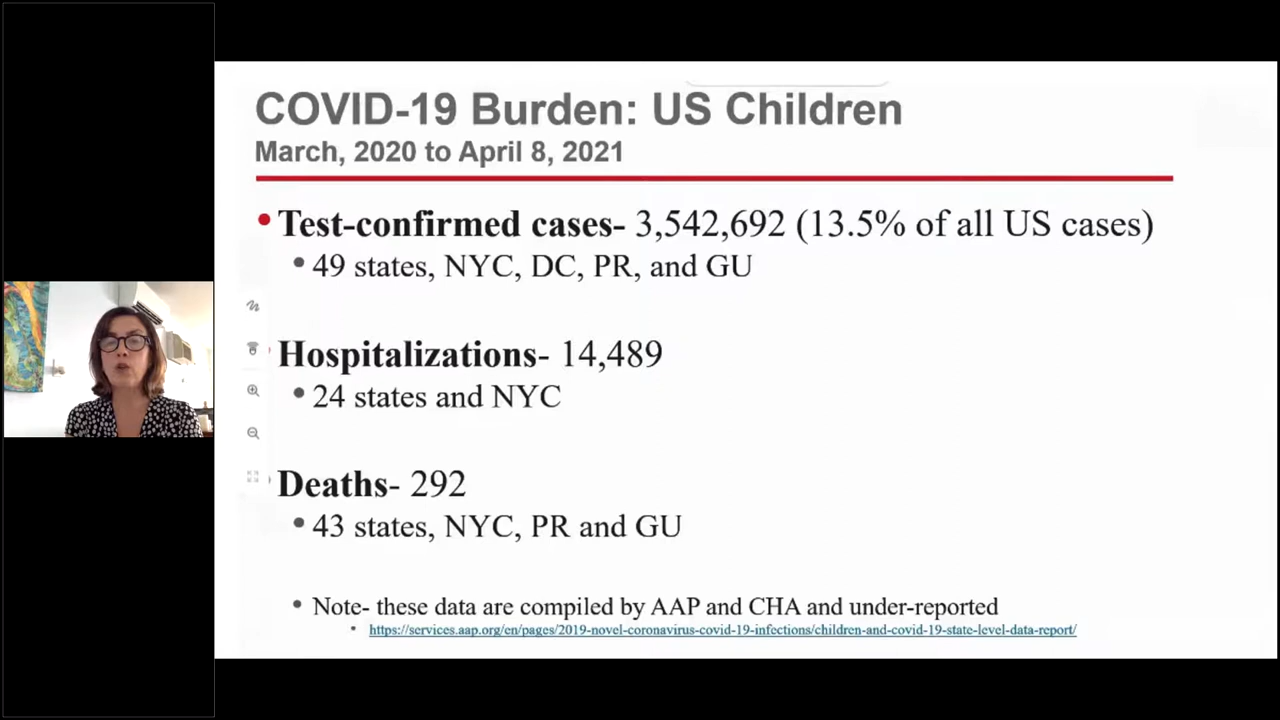 COVID-19 Burden: US Children
March, 2020 to April 8, 2021
Test-confirmed cases- 3,542,692 (13.5% of all US cases)
49 states, NYC, DC, PR, and GU
Hospitalizations- 14,489
24 states and NYC
Deaths- 292
43 states, NYC, PR and GU
Note- these data are compiled by AAP and CHA and under-reported
https://services.aap.org/en/pages/2019-novel-coronavirus-covid-19-infections/children-and-covid-19-state-level-data-report/